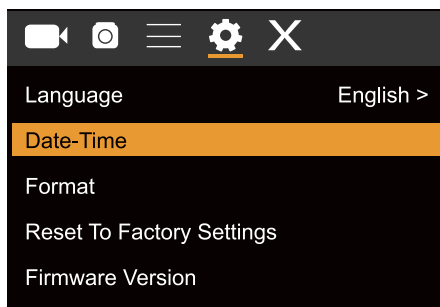 Language English >
Date-Time
Format
Reset To Factory Settings
Firmware Version